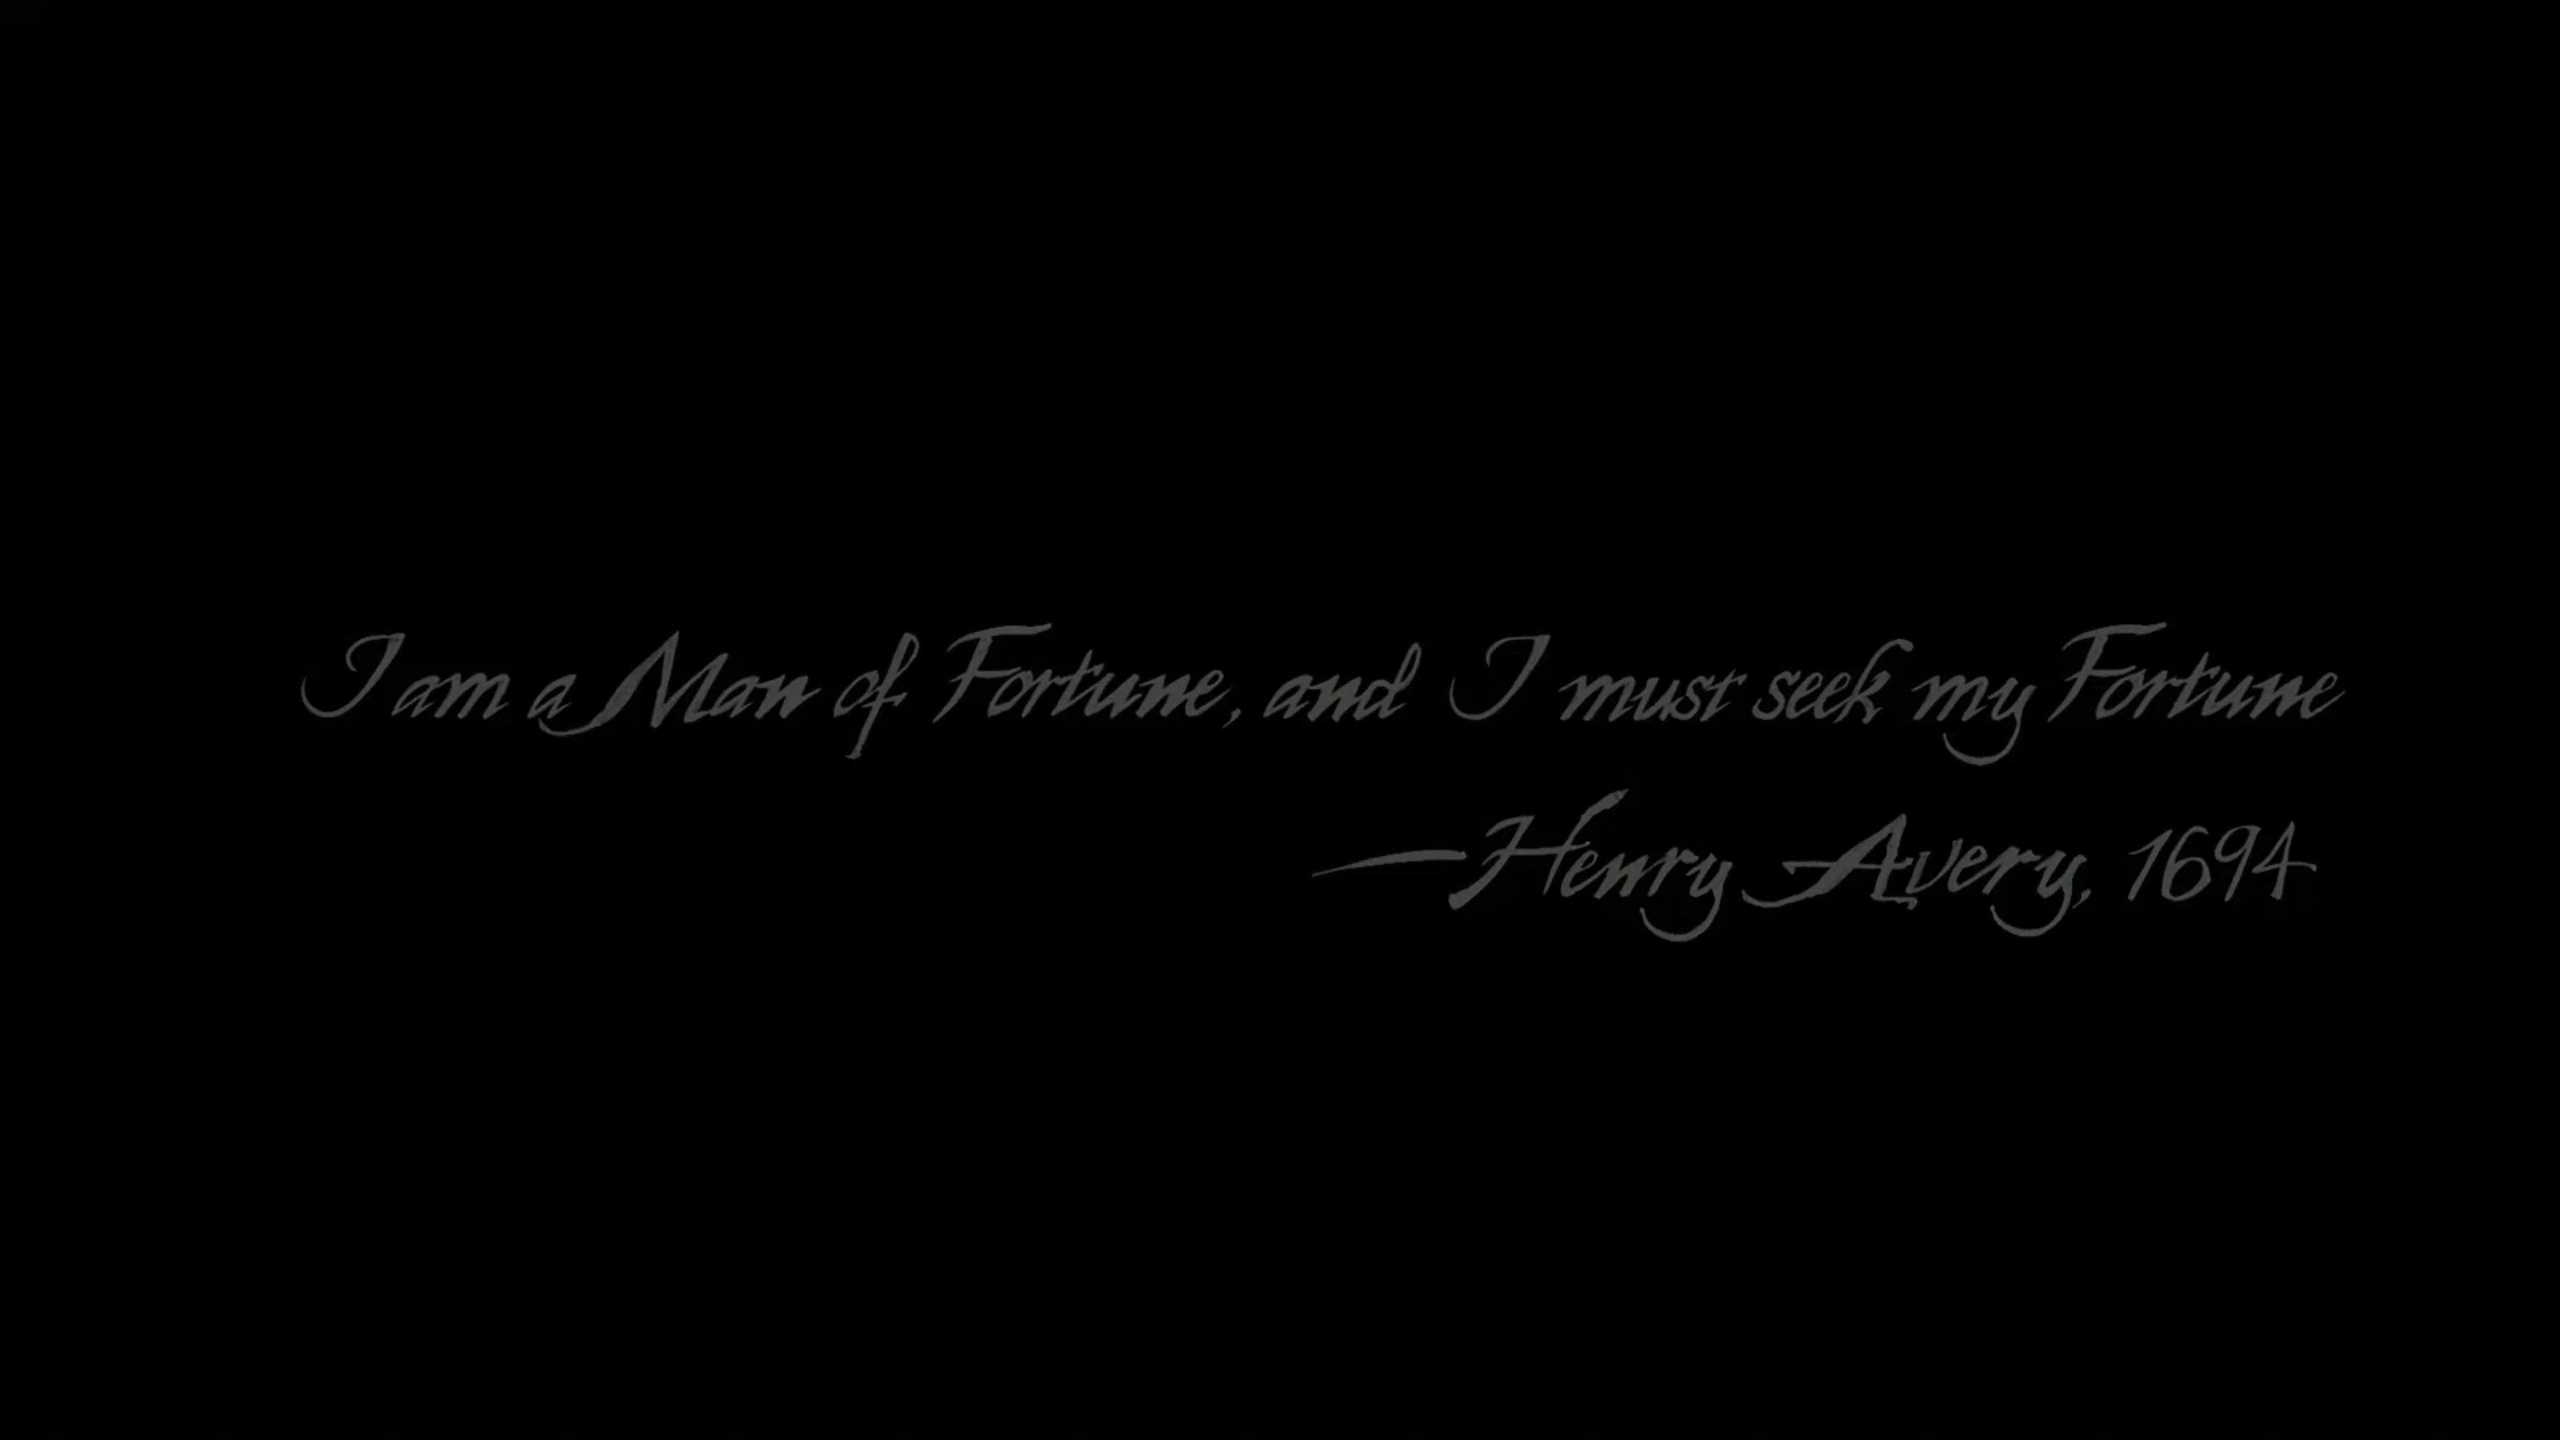 I am a Man of Fortune, and I must seek my Fortune
—Henry Avery, 1694